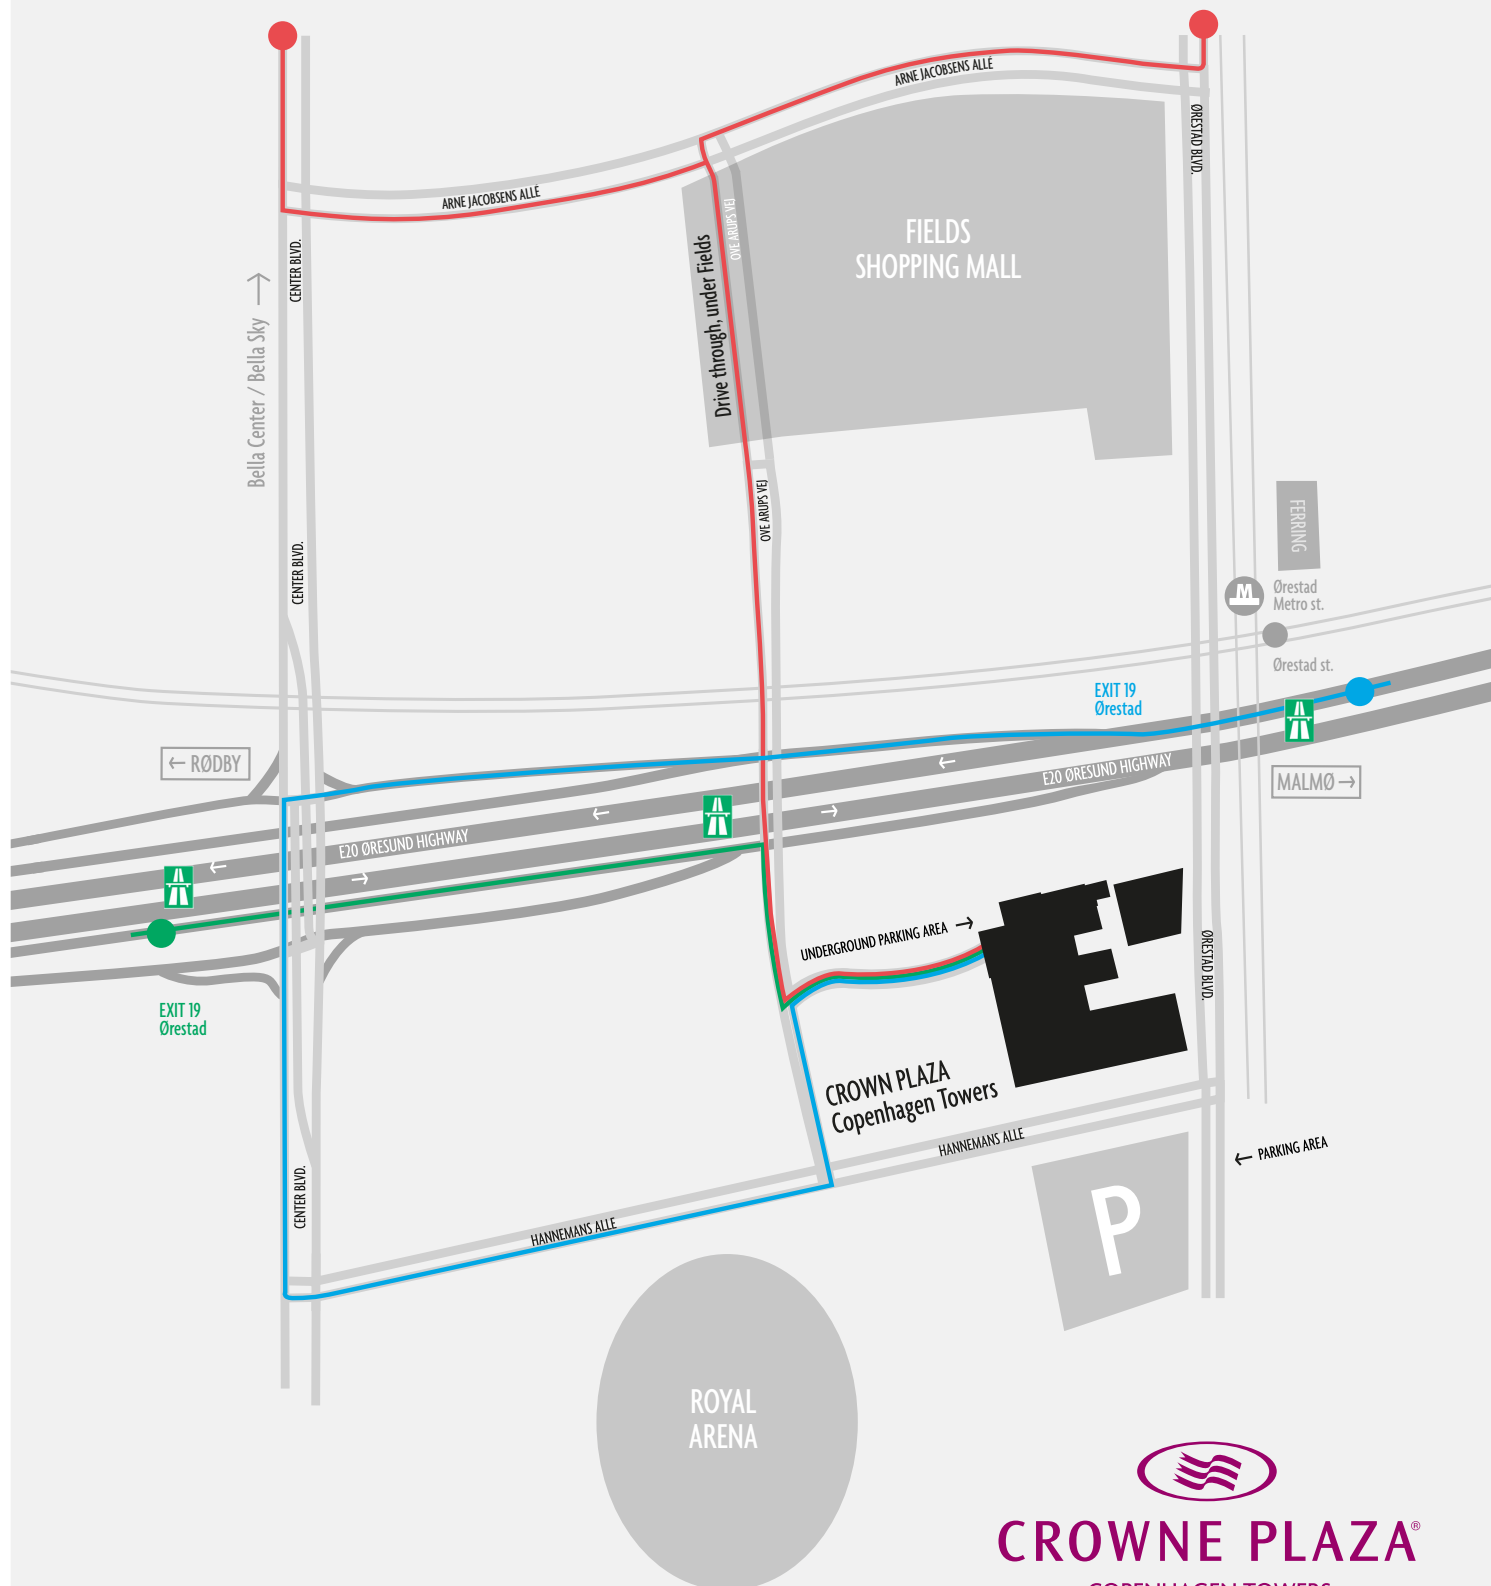 ARNE JACOBSENS ALLÉ
ØRESTAD BLVD.
ARNE JACOBSENS ALLÉ
OVE ARUPS VEJ
FIELDS
SHOPPING MALL
CENTER BLVD.
Bella Center / Bella Sky →
Drive through, under Fields
OVE ARUPS VEJ
FERRING
CENTER BLVD.
M
Ørestad
Metro st.
Ørestad st.
EXIT 19
Ørestad
← RØDBY
←
E20 ØRESUND HIGHWAY
MALMØ →
←
→
E20 ØRESUND HIGHWAY
←
→
UNDERGROUND PARKING AREA →
ØRESTAD BLVD.
EXIT 19
Ørestad
CROWN PLAZA
Copenhagen Towers
HANNEMANS ALLE
← PARKING AREA
CENTER BLVD.
HANNEMANS ALLE
P
ROYAL
ARENA
CROWNE PLAZA®
COPENHAGEN TOWERS